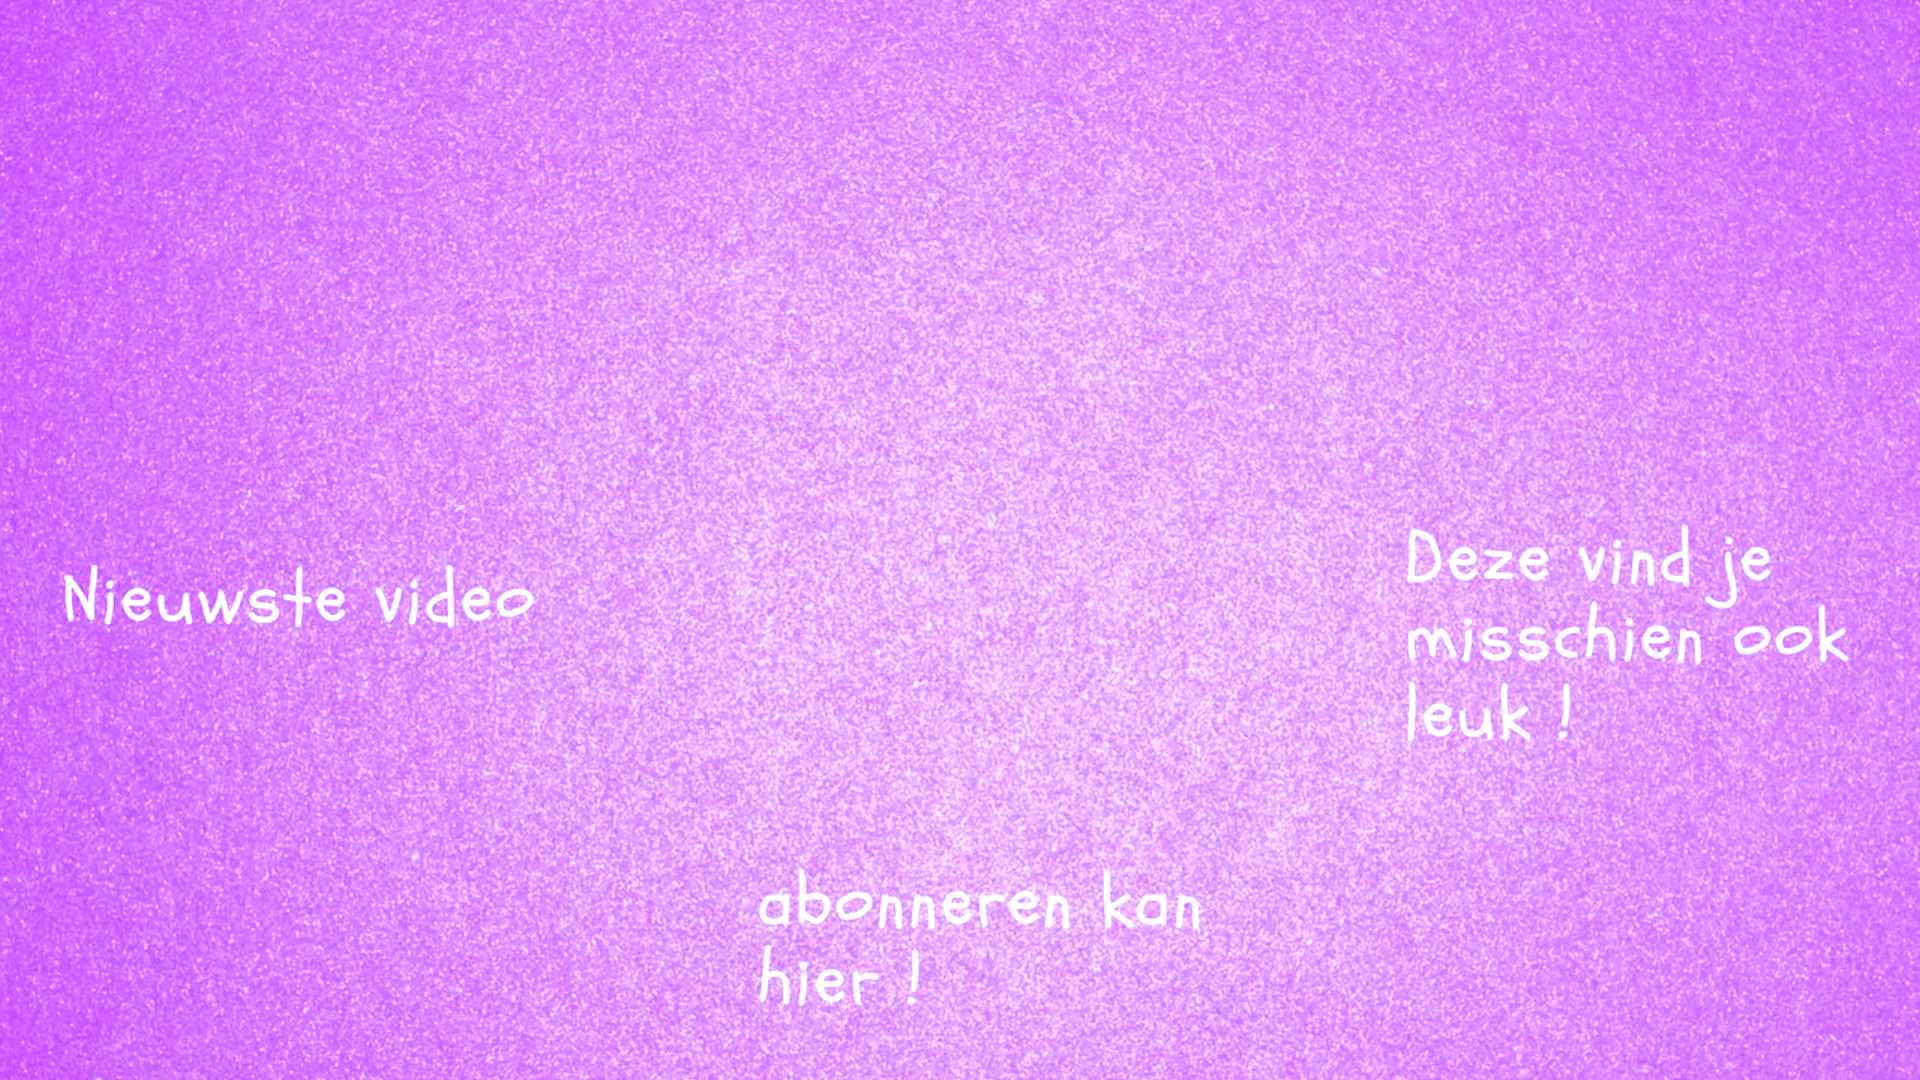 Nieuwste video
Deze vind je
misschien ook
leuk !
abonneren kan
hier !